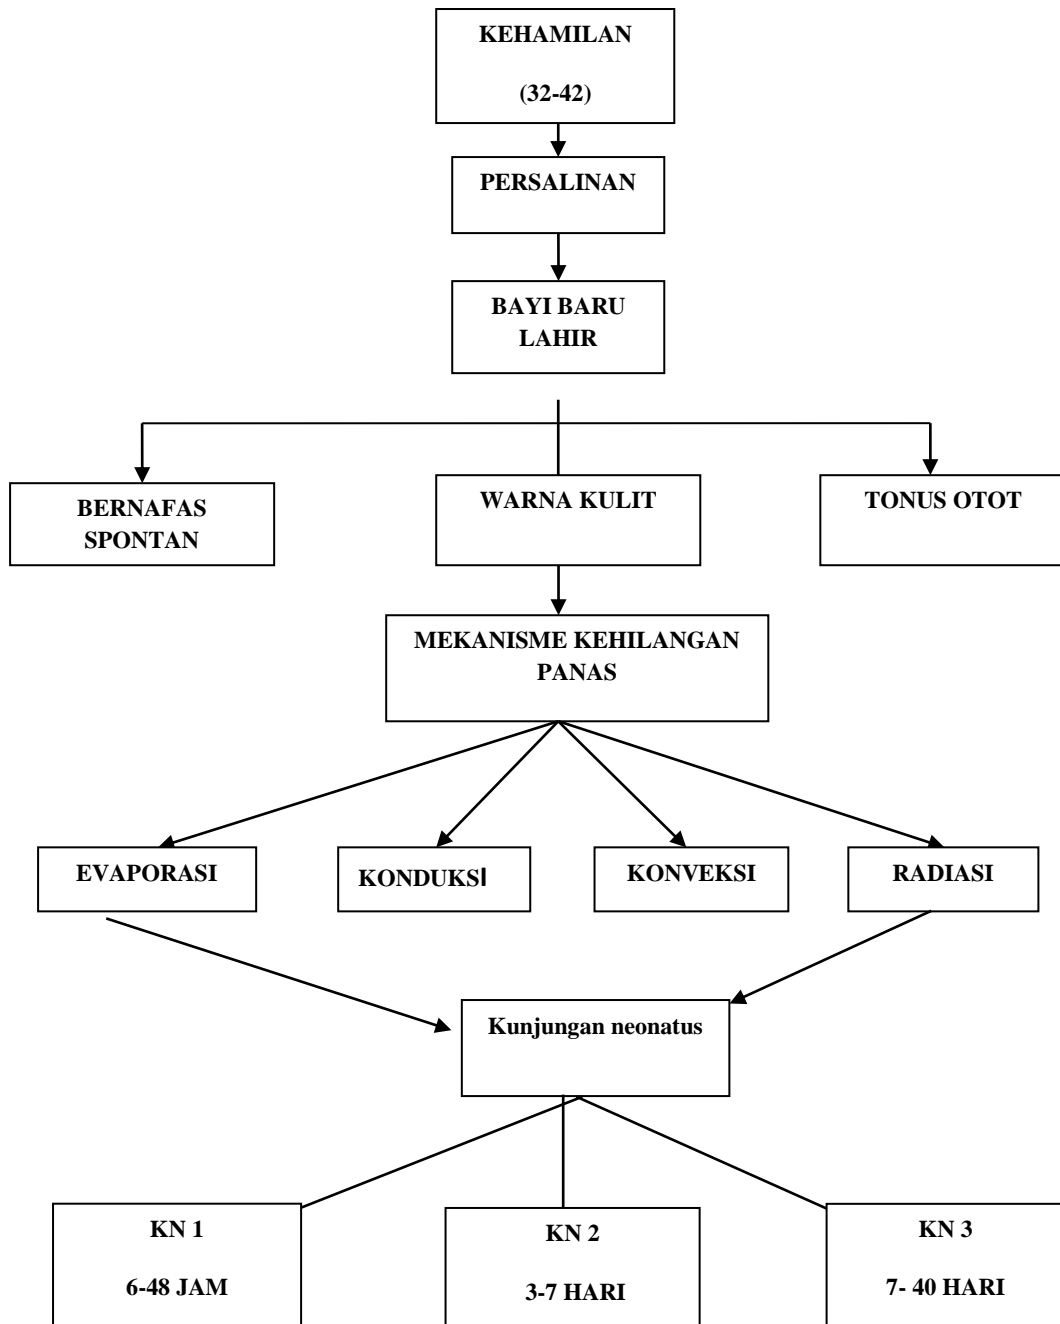 KEHAMILAN
(32-42)
PERSALINAN
BAYI BARU
LAHIR
BERNAFAS
SPONTAN
WARNA KULIT
TONUS OTOT
MEKANISME KEHILANGAN
PANAS
EVAPORASI
KONDUKSI
KONVEKSI
RADIASI
Kunjungan neonatus
KN 1
6-48 JAM
KN 2
3-7 HARI
KN 3
7- 40 HARI